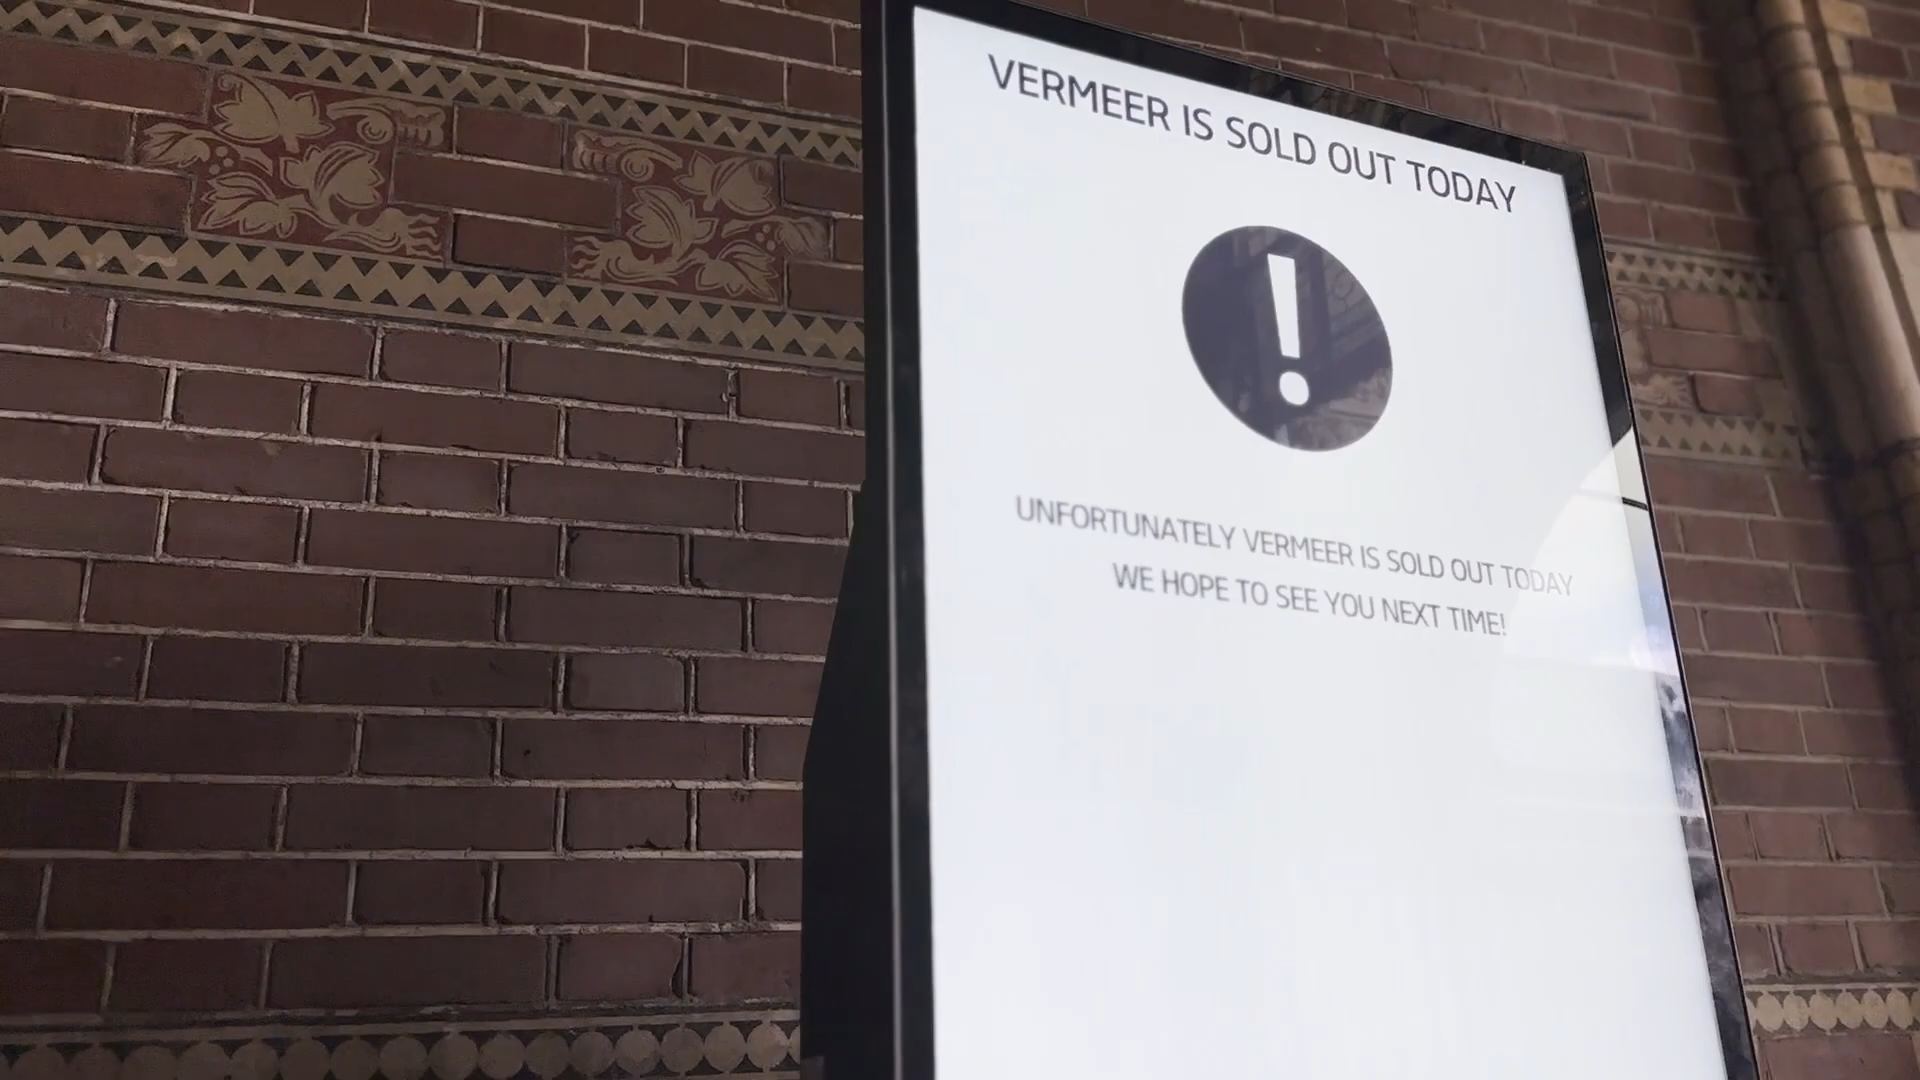 VERMEER IS SOLD OUT TODAY
!
UNFORTUNATELY VERMEER IS SOLD OUT TODAY
WE HOPE TO SEE YOU NEXT TIME!